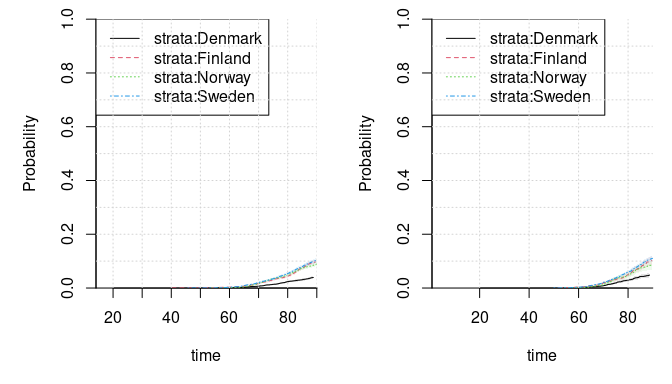 strata:Denmark
strata:Finland
strata:Norway
strata:Sweden
Probability
0.0 0.2 0.4 0.6 0.8 1.0
20 40 60 80
time
strata:Denmark
strata:Finland
strata:Norway
strata:Sweden
Probability
0.0 0.2 0.4 0.6 0.8 1.0
20 40 60 80
time